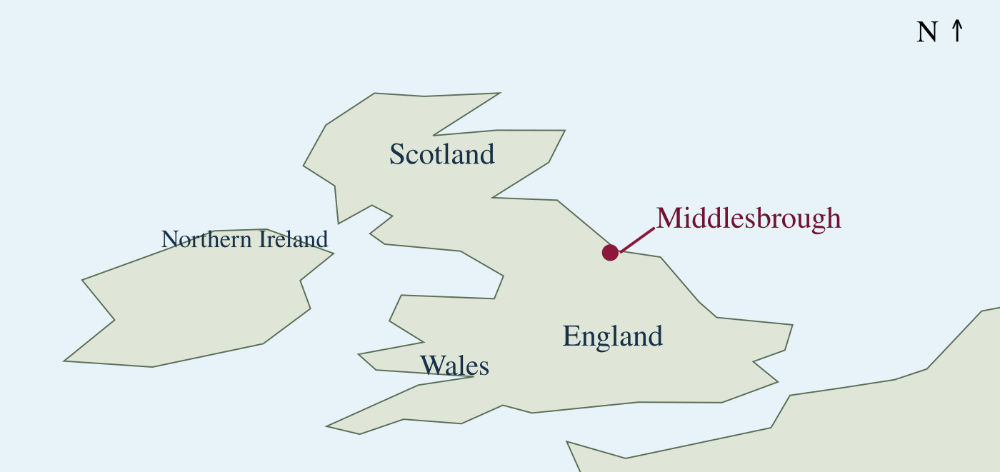 N ↑
Scotland
Middlesbrough
Northern Ireland
England
Wales